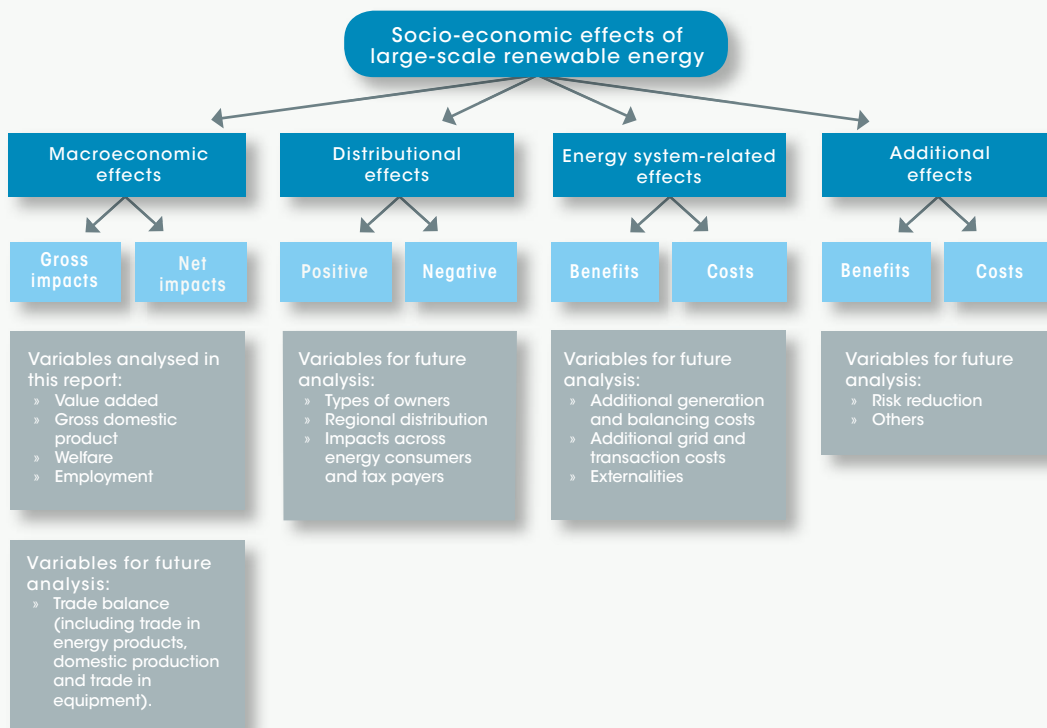 Socio-economic effects of
large-scale renewable energy
Macroeconomic
effects
Distributional
effects
Energy system-related
effects
Additional
effects
Gross
impacts
Net
impacts
Positive
Negative
Benefits
Costs
Benefits
Costs
Variables analysed in
this report:
» Value added
» Gross domestic
product
» Welfare
» Employment
Variables for future
analysis:
» Types of owners
» Regional distribution
» Impacts across
energy consumers
and tax payers
Variables for future
analysis:
» Additional generation
and balancing costs
» Additional grid and
transaction costs
» Externalities
Variables for future
analysis:
» Risk reduction
» Others
Variables for future
analysis:
» Trade balance
(including trade in
energy products,
domestic production
and trade in
equipment).